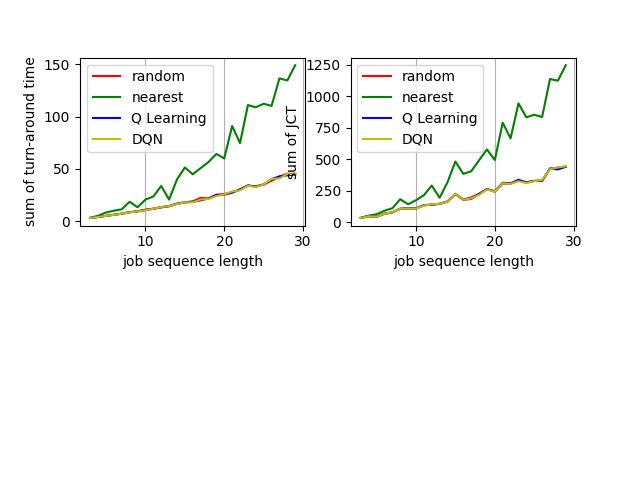 sum of turn-around time
150
100
50
0
random
nearest
Q Learning
DQN
10
20
30
job sequence length
sum of JCT
1250
1000
750
500
250
0
random
nearest
Q Learning
DQN
10
20
30
job sequence length